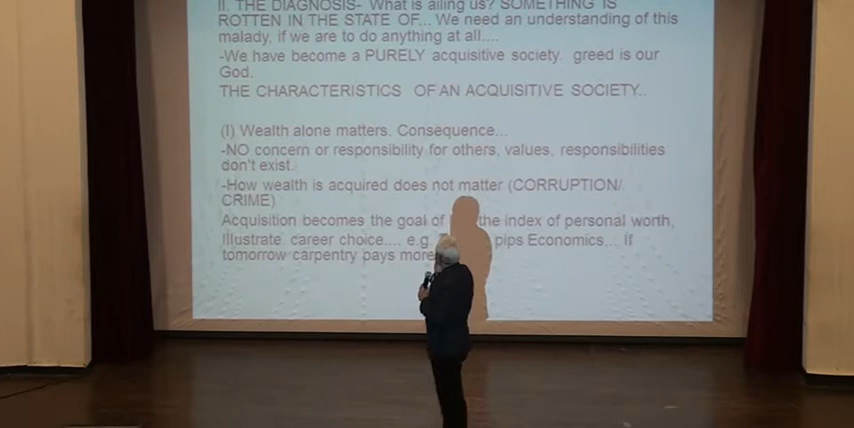 II. THE DIAGNOSIS- What is ailing us? SOMETHING IS
ROTTEN IN THE STATE OF... We need an understanding of this
malady, if we are to do anything at all....
-We have become a PURELY acquisitive society. greed is our
God.
THE CHARACTERISTICS OF AN ACQUISITIVE SOCIETY..
(I) Wealth alone matters. Consequence...
-NO concern or responsibility for others, values, responsibilities
don't exist.
-How wealth is acquired does not matter (CORRUPTION/
CRIME)
Acquisition becomes the goal of the index of personal worth,
Illustrate. career choice.... e.g. pips Economics... If
tomorrow carpentry pays more